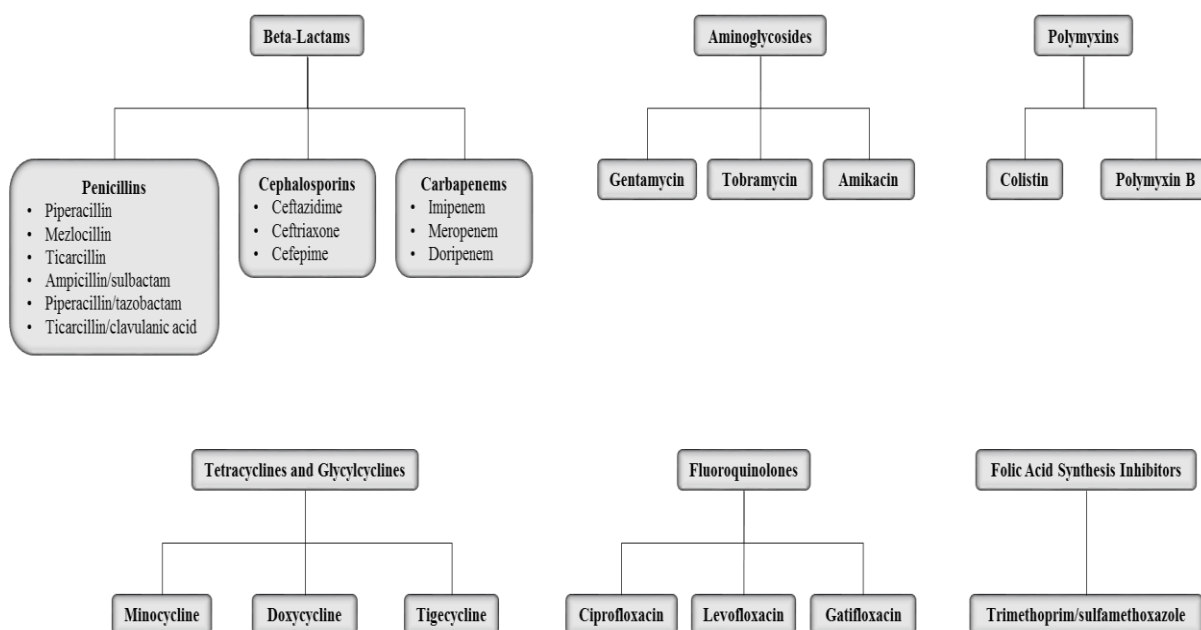 Beta-Lactams
Aminoglycosides
Polymyxins
Penicillins
• Piperacillin
• Mezlocillin
• Ticarcillin
• Ampicillin/sulbactam
• Piperacillin/tazobactam
• Ticarcillin/clavulanic acid
Cephalosporins
• Ceftazidime
• Ceftriaxone
• Cefepime
Carbapenems
• Imipenem
• Meropenem
• Doripenem
Gentamycin
Tobramycin
Amikacin
Colistin
Polymyxin B
Tetracyclines and Glycylcyclines
Fluoroquinolones
Folic Acid Synthesis Inhibitors
Minocycline
Doxycycline
Tigecycline
Ciprofloxacin
Levofloxacin
Gatifloxacin
Trimethoprim/sulfamethoxazole